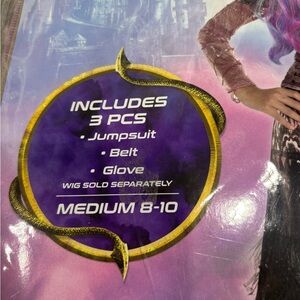 INCLUDES
3 PCS
• Jumpsuit
• Belt
• Glove
WIG SOLD SEPARATELY
MEDIUM 8-10